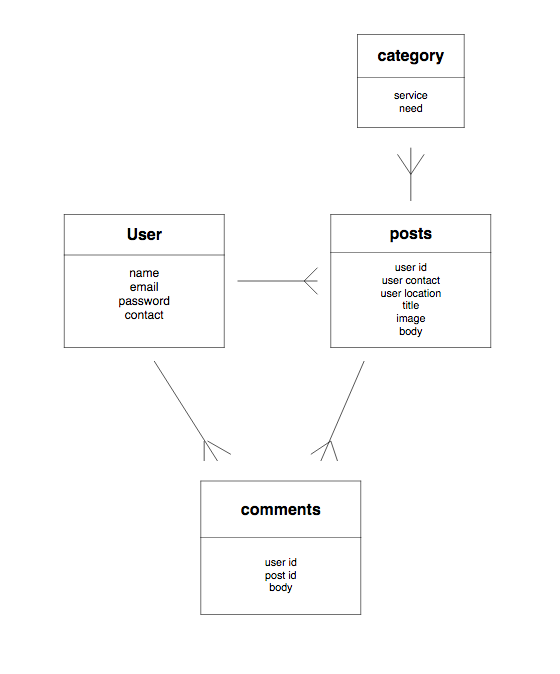 category
service
need
User
name
email
password
contact
posts
user id
user contact
user location
title
image
body
comments
user id
post id
body